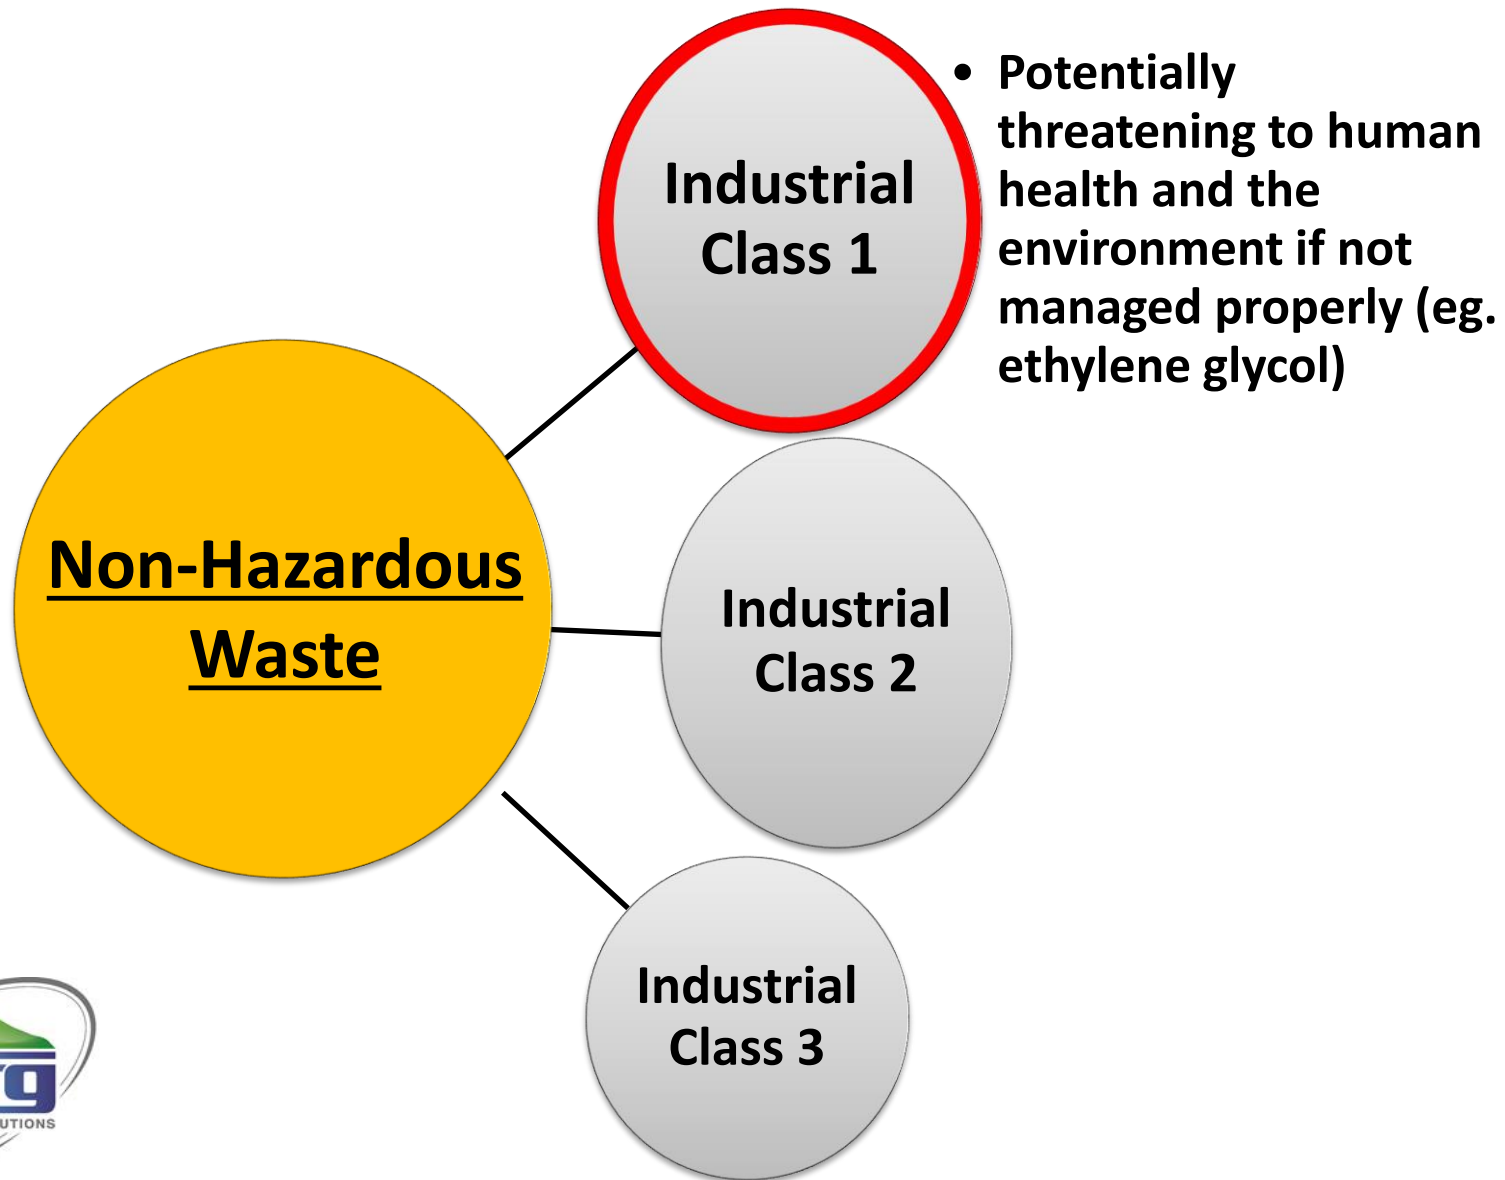 Industrial
Class 1
• Potentially
threatening to human
health and the
environment if not
managed properly (eg.
ethylene glycol)
Non-Hazardous
Waste
Industrial
Class 2
Industrial
Class 3